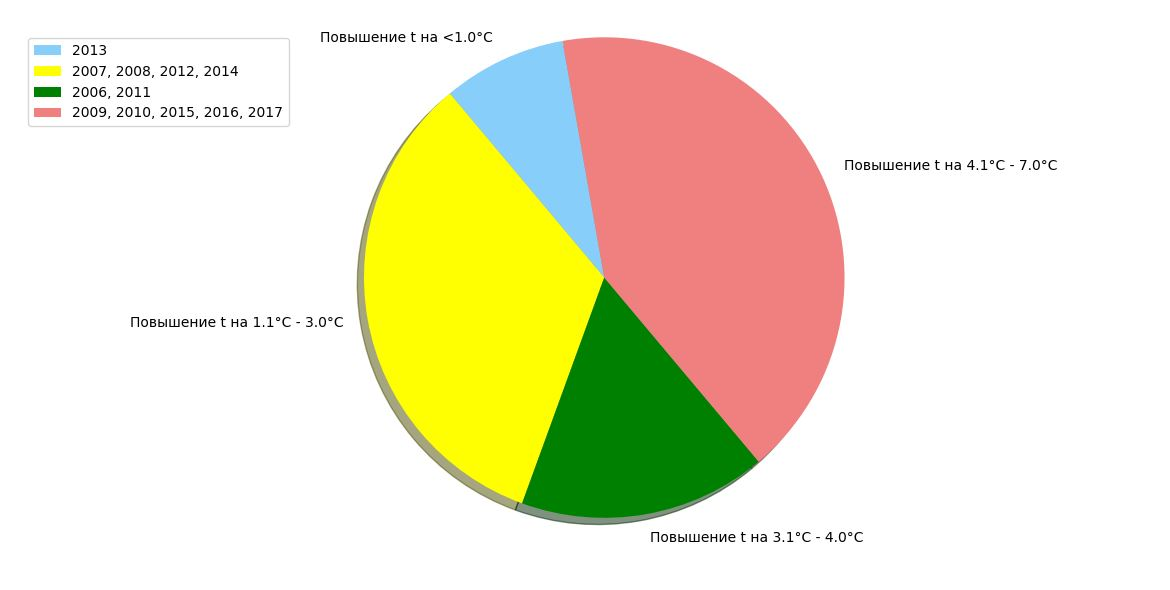 Повышение t на <1.0°C
2013
2007, 2008, 2012, 2014
2006, 2011
2009, 2010, 2015, 2016, 2017
Повышение t на 4.1°C - 7.0°C
Повышение t на 1.1°C - 3.0°C
Повышение t на 3.1°C - 4.0°C